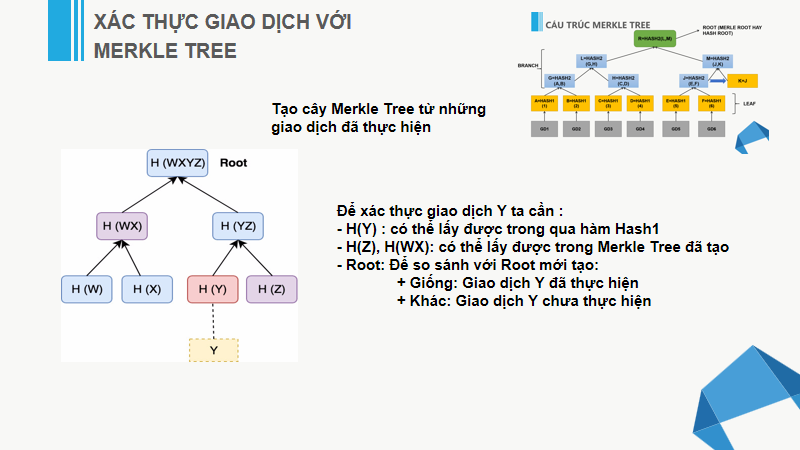 XÁC THỰC GIAO DỊCH VỚI
MERKLE TREE
CẤU TRÚC MERKLE TREE
R=HASH2(L,M)
ROOT (MERLE ROOT HAY
HASH ROOT)
BRANCH
L=HASH2
(G,H)
M=HASH2
(J,K)
G=HASH2
(A,B)
H=HASH2
(C,D)
J=HASH2
(E,F)
K=J
A=HASH1
(1)
B=HASH1
(2)
C=HASH1
(3)
D=HASH1
(4)
E=HASH1
(5)
F=HASH1
(6)
LEAF
GD1
GD2
GD3
GD4
GD5
GD6
Tạo cây Merkle Tree từ những
giao dịch đã thực hiện
H (WXYZ) Root
H (WX)
H (YZ)
H (W)
H (X)
H (Y)
H (Z)
Y
Để xác thực giao dịch Y ta cần :
- H(Y) : có thể lấy được trong qua hàm Hash1
- H(Z), H(WX): có thể lấy được trong Merkle Tree đã tạo
- Root: Để so sánh với Root mới tạo:
+ Giống: Giao dịch Y đã thực hiện
+ Khác: Giao dịch Y chưa thực hiện